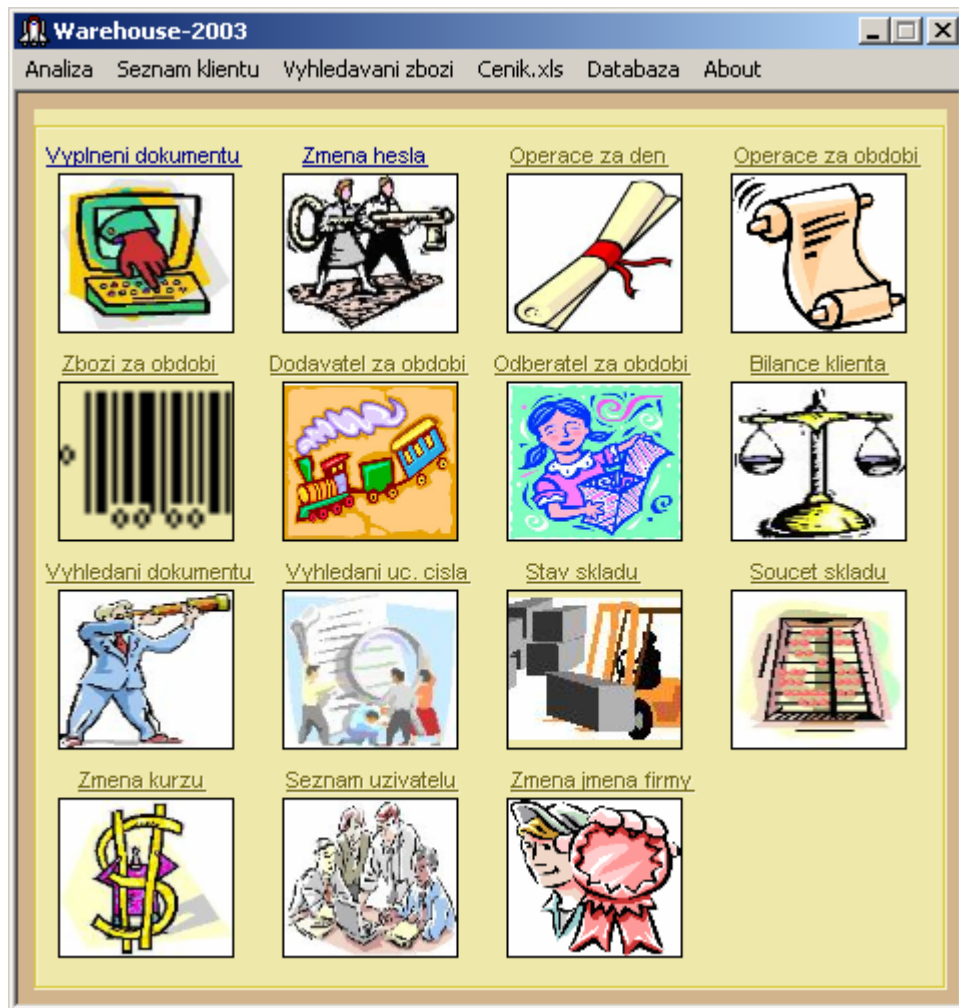 Warehouse-2003
Analiza Seznam klientu Vyhledavani zbozi Cenik.xls Databaza About
Vyplneni dokumentu Zmena hesla Operace za den Operace za obdobi
Zbozi za obdobi Dodavatel za obdobi Odberatel za obdobi Bilance klienta
Vyhledani dokumentu Vyhledani uc. cisla Stav skladu Soucet skladu
Zmena kurzu Seznam uzivatelu Zmena jmena firmy